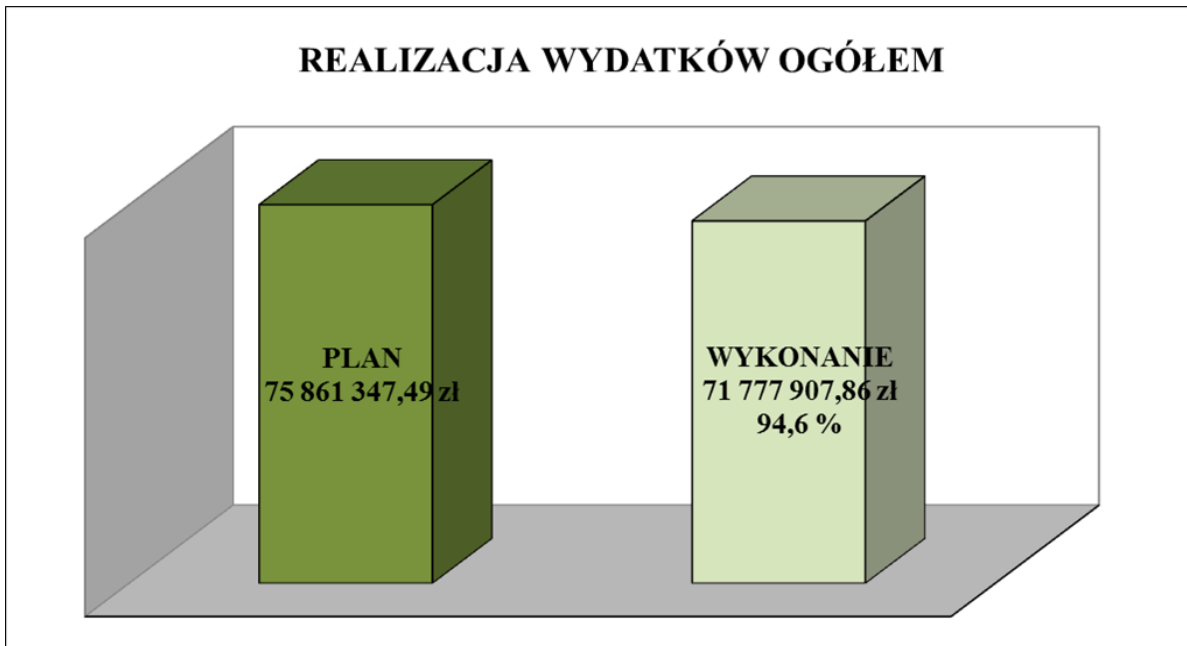 REALIZACJA WYDATKÓW OGÓŁEM
PLAN
75 861 347,49 zł
WYKONANIE
71 777 907,86 zł
94,6 %